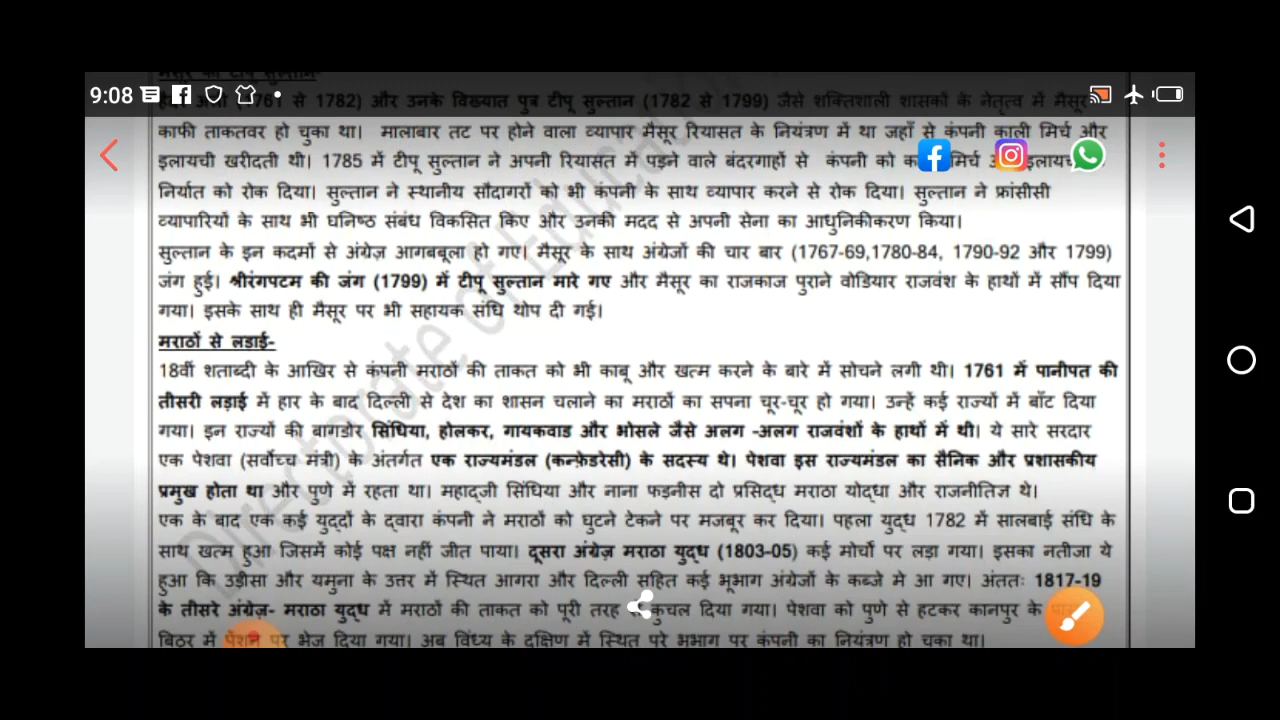 मैसूर का टीपू सुल्तान-
9:08
हैदर अली (1761 से 1782) और उनके विख्यात पुत्र टीपू सुल्तान (1782 से 1799) जैसे शक्तिशाली शासकों के नेतृत्व में मैसूर
काफी ताकतवर हो चुका था। मालाबार तट पर होने वाला व्यापार मैसूर रियासत के नियंत्रण में था जहाँ से कंपनी काली मिर्च और
इलायची खरीदती थी। 1785 में टीपू सुल्तान ने अपनी रियासत में पड़ने वाले बंदरगाहों से कंपनी को मिर्च
निर्यात को रोक दिया। सुल्तान ने स्थानीय सौदागरों को भी कंपनी के साथ व्यापार करने से रोक दिया। सुल्तान ने फ्रांसीसी
व्यापारियों के साथ भी घनिष्ठ संबंध विकसित किए और उनकी मदद से अपनी सेना का आधुनिकीकरण किया।
सुल्तान के इन कदमों से अंग्रेज़ आगबबूला हो गए। मैसूर के साथ अंग्रेजों की चार बार (1767-69,1780-84, 1790-92 और 1799)
जंग हुई। श्रीरंगपटम की जंग (1799) में टीपू सुल्तान मारे गए और मैसूर का राजकाज पुराने वोडियार राजवंश के हाथों में सौंप दिया
गया। इसके साथ ही मैसूर पर भी सहायक संधि थोप दी गई।
मराठों से लडाई-
18वीं शताब्दी के आखिर से कंपनी मराठों की ताकत को भी काबू और खत्म करने के बारे में सोचने लगी थी। 1761 में पानीपत की
तीसरी लड़ाई में हार के बाद दिल्ली से देश का शासन चलाने का मराठों का सपना चूर-चूर हो गया। उन्हें कई राज्यों में बाँट दिया
गया। इन राज्यों की बागडोर सिंधिया, होलकर, गायकवाड और भोसले जैसे अलग -अलग राजवंशों के हाथों में थी। ये सारे सरदार
एक पेशवा (सर्वोच्च मंत्री) के अंतर्गत एक राज्यमंडल (कन्फ़ेडरेसी) के सदस्य थे। पेशवा इस राज्यमंडल का सैनिक और प्रशासकीय
प्रमुख होता था और पुणे में रहता था। महाद्जी सिंधिया और नाना फड़नीस दो प्रसिद्ध मराठा योद्धा और राजनीतिज्ञ थे।
एक के बाद एक कई युद्दों के द्वारा कंपनी ने मराठों को घुटने टेकने पर मजबूर कर दिया। पहला युद्ध 1782 में सालबाई संधि के
साथ खत्म हुआ जिसमें कोई पक्ष नहीं जीत पाया। दूसरा अंग्रेज़ मराठा युद्ध (1803-05) कई मोर्चो पर लड़ा गया। इसका नतीजा ये
हुआ कि उड़ीसा और यमुना के उत्तर में स्थित आगरा और दिल्ली सहित कई भूभाग अंग्रेजों के कब्जे मे आ गए। अंततः 1817-19
के तीसरे अंग्रेज़- मराठा युद्ध में मराठों की ताकत को पूरी तरह कुचल दिया गया। पेशवा को पुणे से हटकर कानपुर के
बिठूर में पेंशन पर भेज दिया गया। अब विंध्य के दक्षिण में स्थित पूरे भूभाग पर कंपनी का नियंत्रण हो चुका था।
Directorate of Education